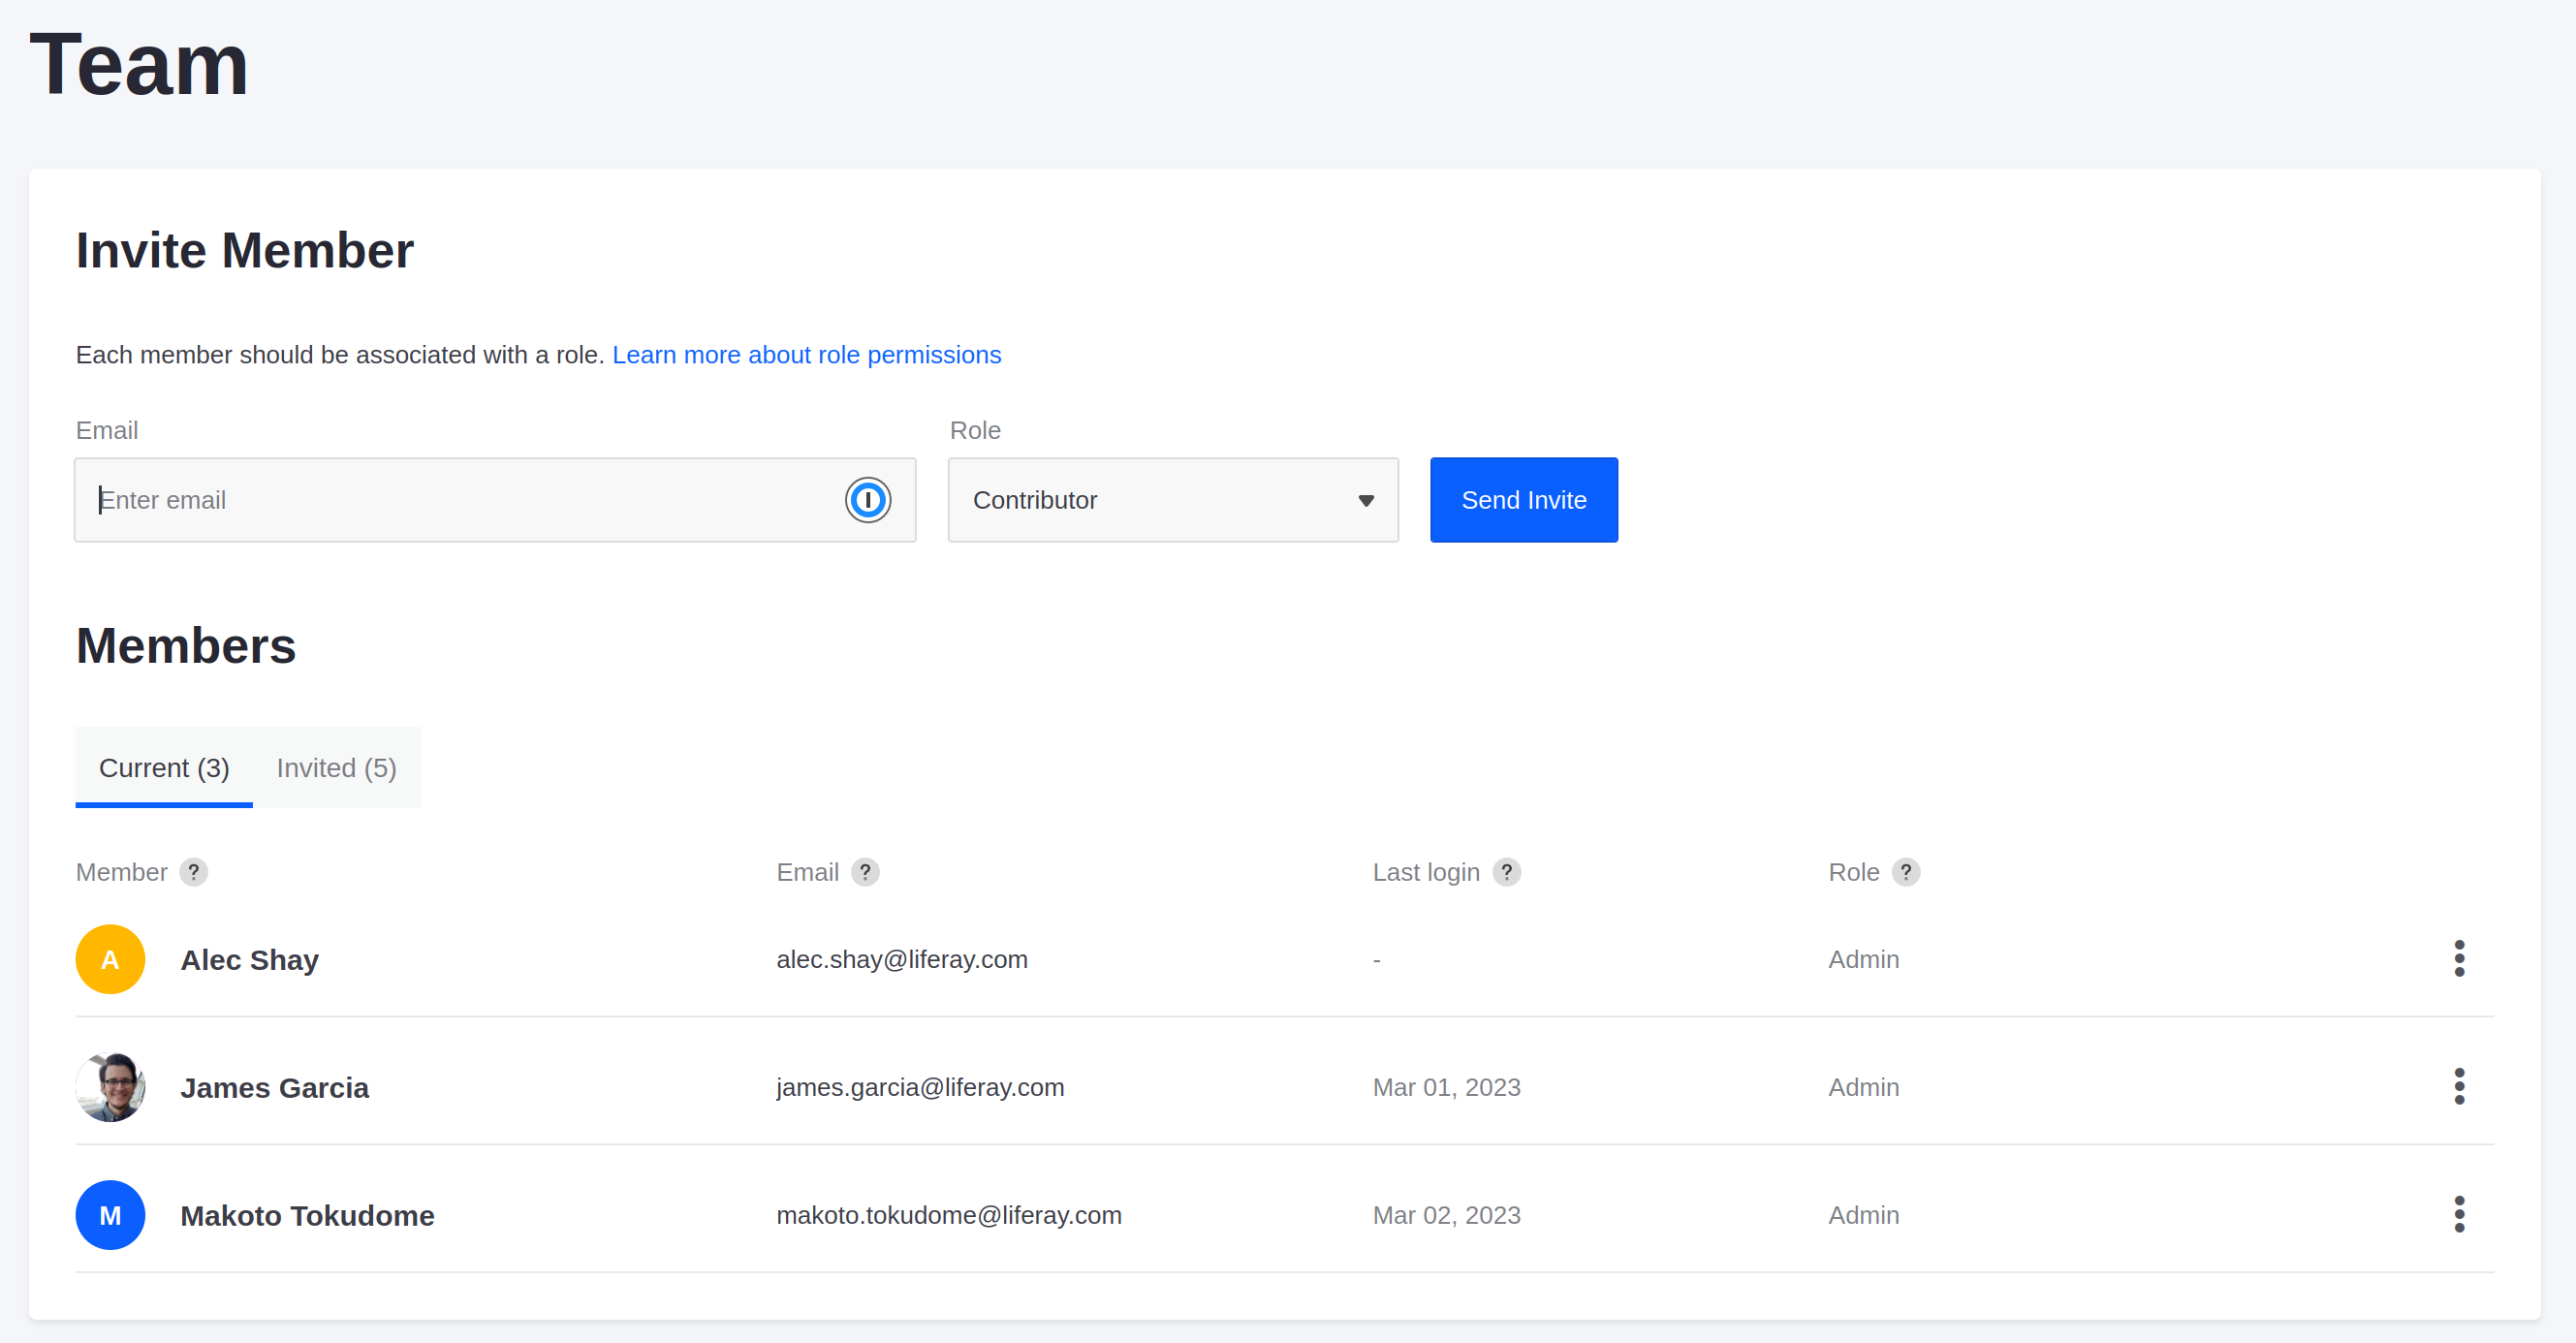 Team
Invite Member
Each member should be associated with a role. Learn more about role permissions
Email Role
Enter email Contributor Send Invite
Members
Current (3) Invited (5)
Member ? Email ? Last login ? Role ?
A Alec Shay alec.shay@liferay.com - Admin
James Garcia james.garcia@liferay.com Mar 01, 2023 Admin
M Makoto Tokudome makoto.tokudome@liferay.com Mar 02, 2023 Admin